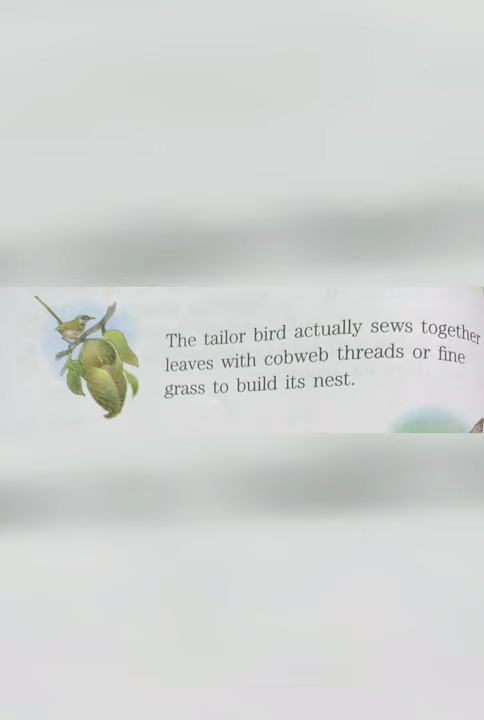 The tailor bird actually sews together
leaves with cobweb threads or fine
grass to build its nest.